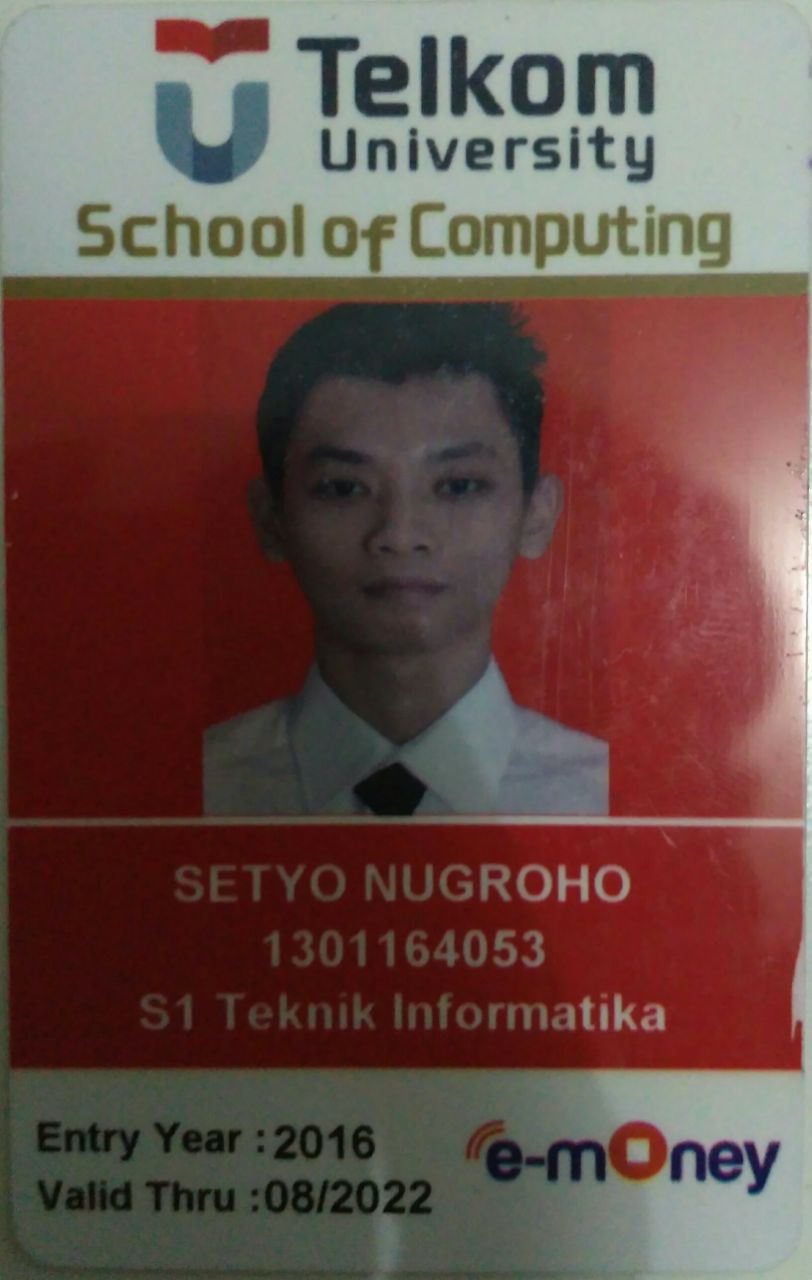 Telkom
University
School of Computing
SETYO NUGROHO
1301164053
S1 Teknik Informatika
Entry Year : 2016
Valid Thru :08/2022
e-money